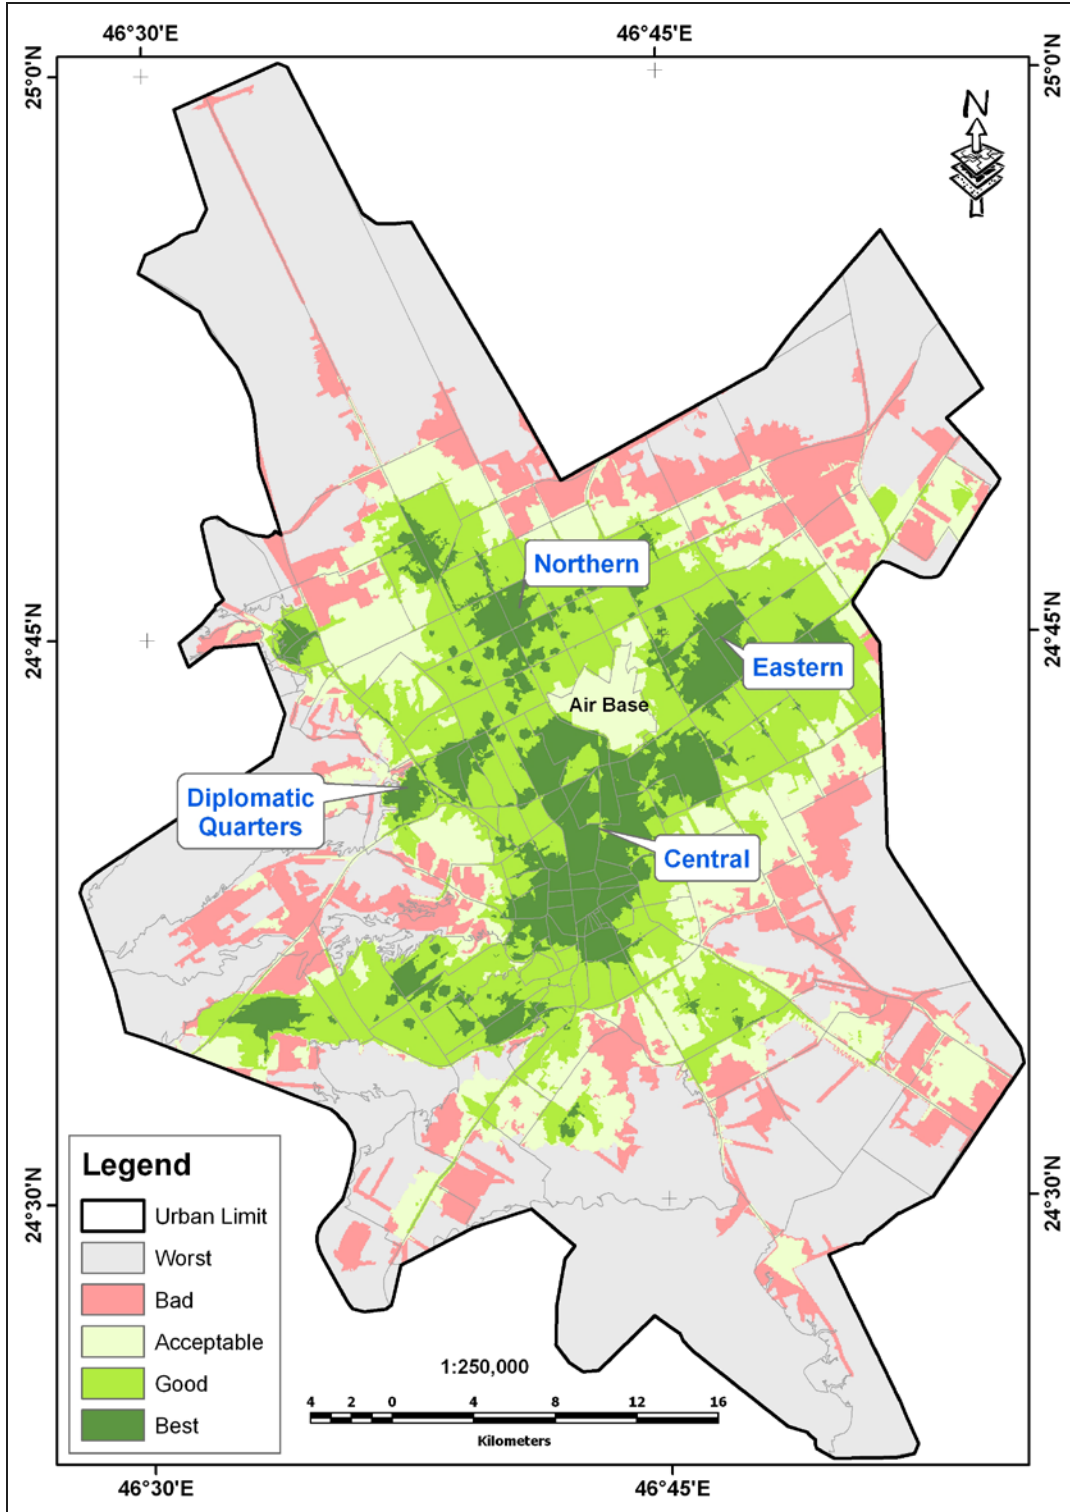 46°30'E
46°45'E
25°0'N
25°0'N
N
Northern
24°45'N
24°45'N
Eastern
Air Base
Diplomatic
Quarters
Central
Legend
Urban Limit
Worst
Bad
Acceptable
Good
Best
24°30'N
24°30'N
1:250,000
4 2 0 4 8 12 16
Kilometers
46°30'E
46°45'E